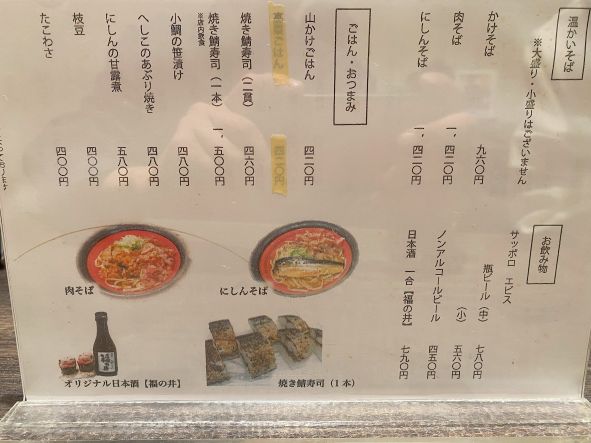 温かいそば
※大盛り・小盛りはございません
かけそば 九六〇円
肉そば 一、四二〇円
にしんそば 一、四二〇円
ごはん・おつまみ
山かけごはん 四二〇円
焼き鯖寿司（二貫） 六四〇円
焼き鯖寿司（一本） 一、五〇〇円
※店内飲食
小鯛の笹漬け 四八〇円
へしこのあぶり焼き 四八〇円
にしんの甘露煮 五八〇円
枝豆 四〇〇円
たこわさ 四〇〇円
お飲み物
サッポロ エビス
瓶ビール（中） 七八〇円
（小） 五六〇円
ノンアルコールビール 四五〇円
日本酒 一合【福の井】 七九〇円
肉そば
にしんそば
オリジナル日本酒【福の井】
焼き鯖寿司（1本）